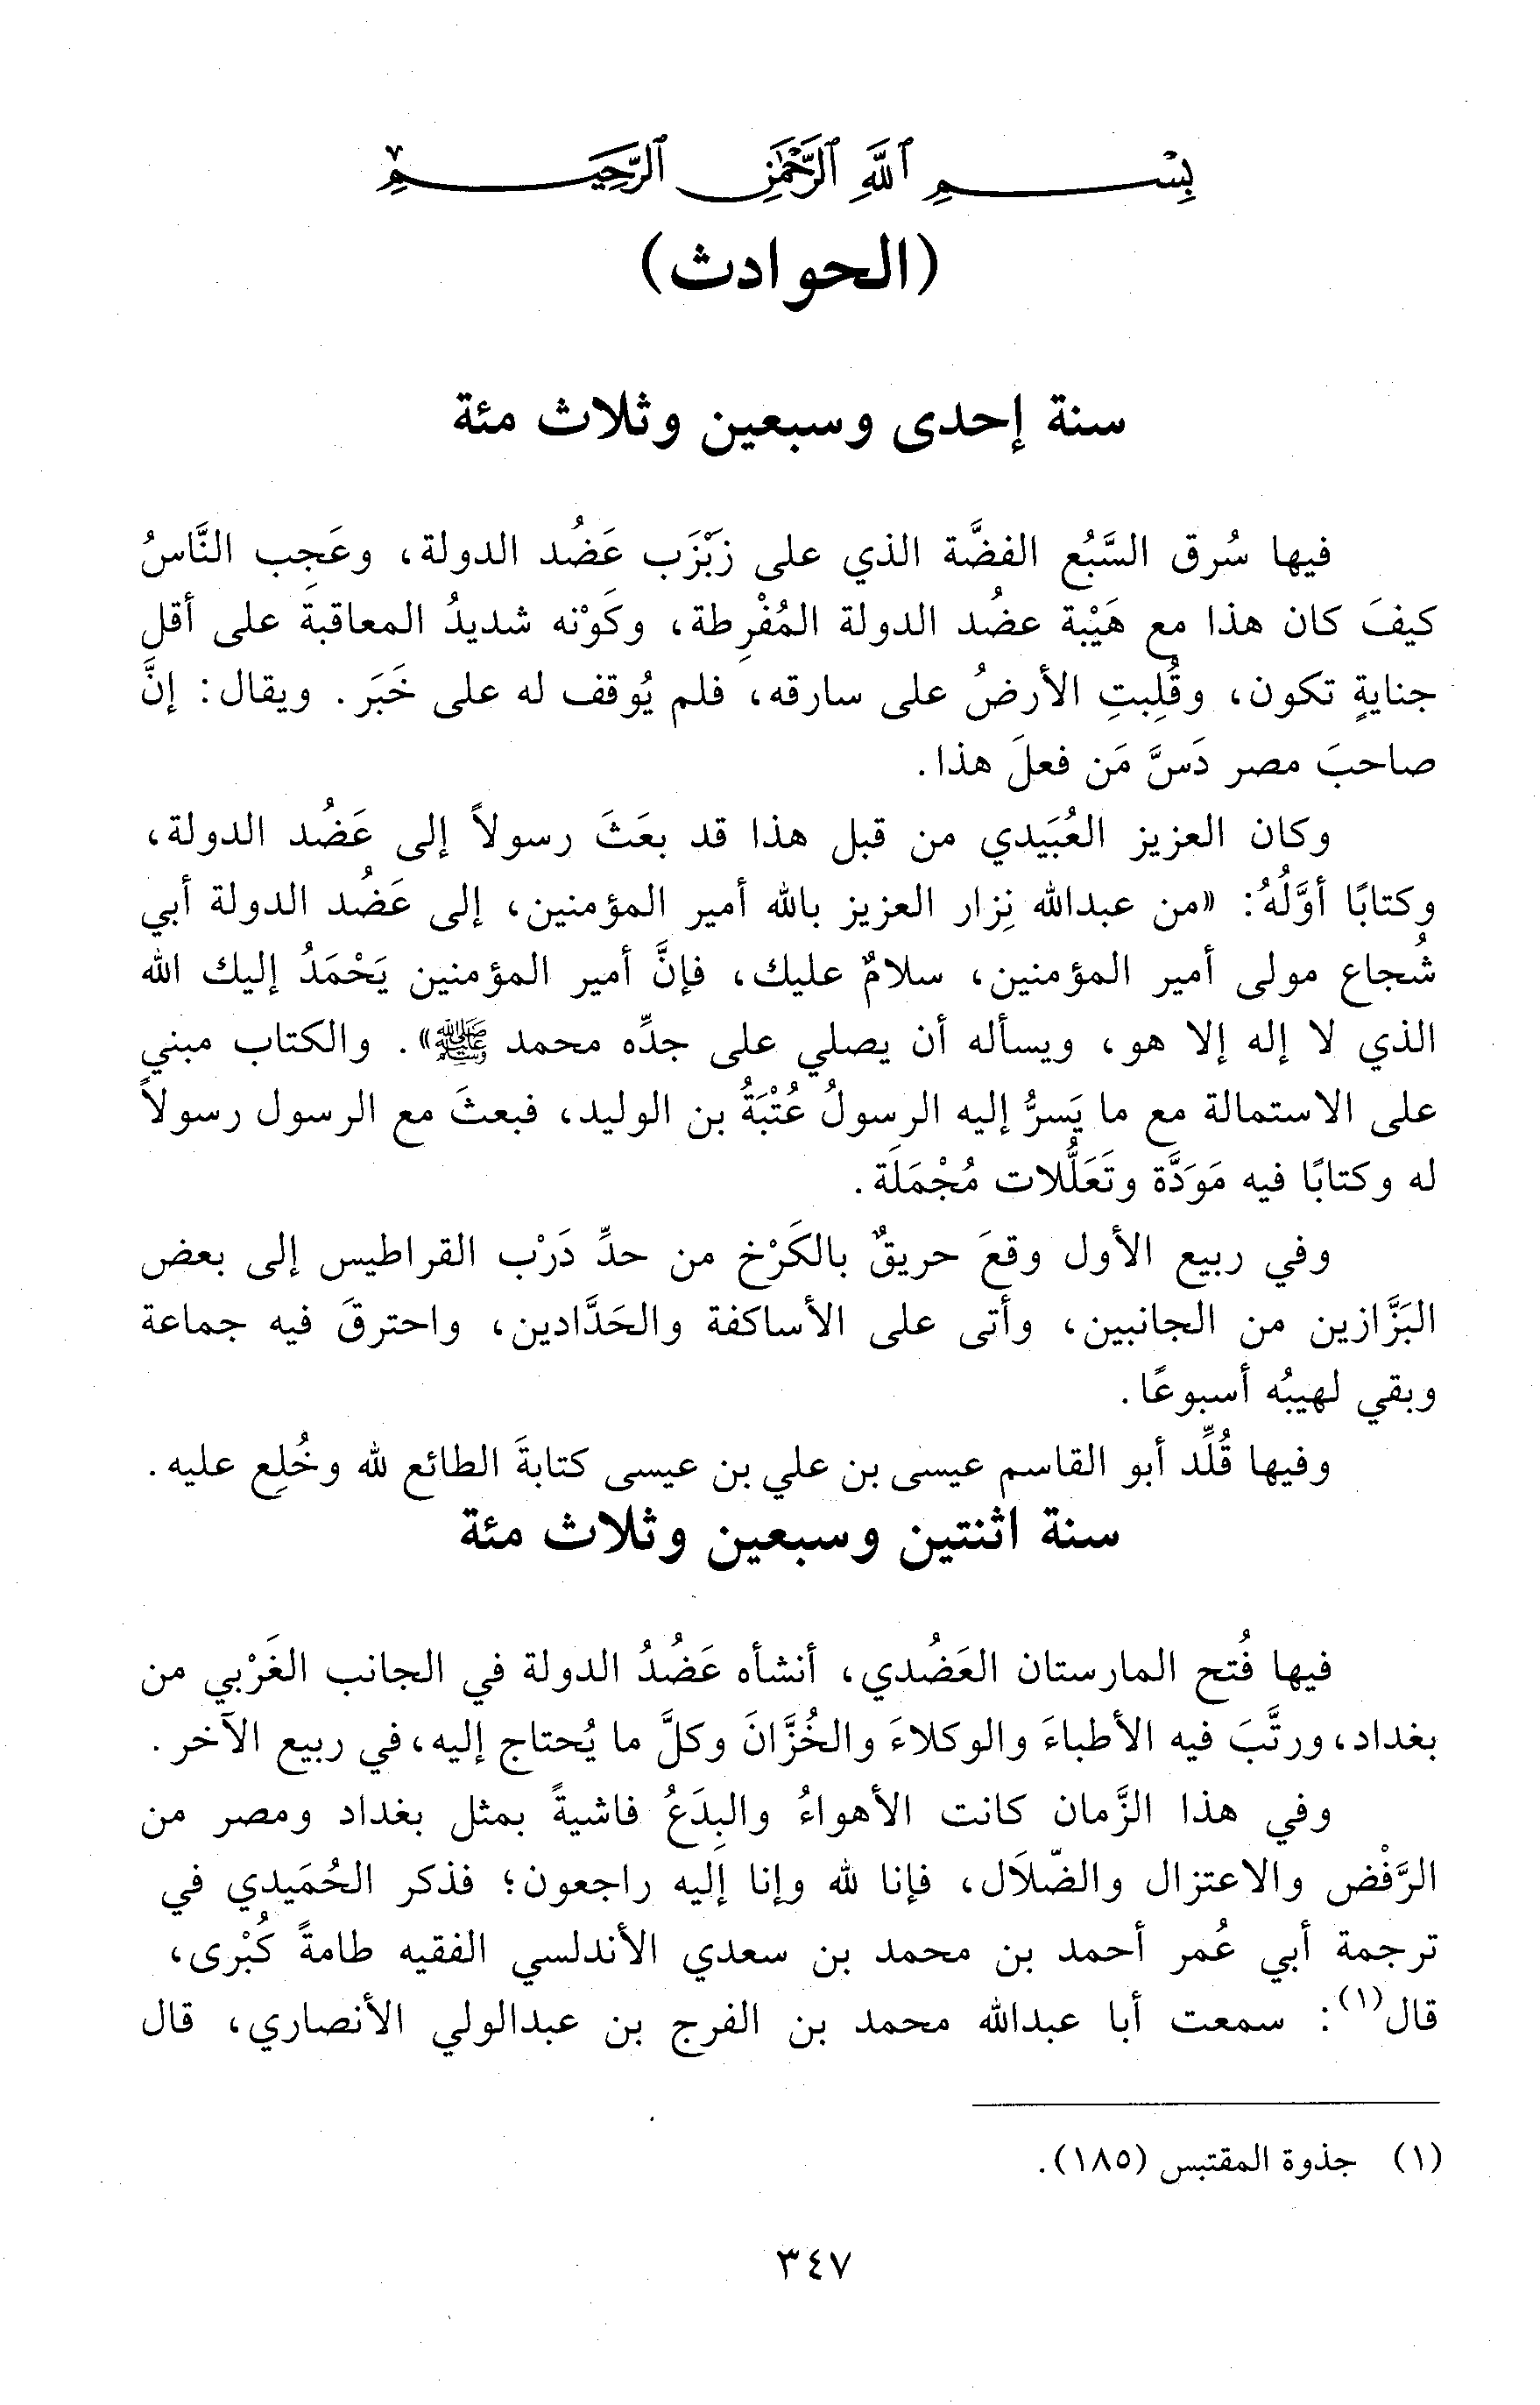 بِسْمِ ٱللَّهِ ٱلرَّحْمَٰنِ ٱلرَّحِيمِ
(الحوادث)
سنة إحدى وسبعين وثلاث مئة
فيها سُرق السَّبُع الفضَّة الذي على زَبْزَب عَضُد الدولة، وعَجِب النَّاسُ
كيفَ كان هذا مع هَيْبة عضُد الدولة المُفْرِطة، وكَوْنه شديدُ المعاقبة على أقل
جنايةٍ تكون، وقُلِبتِ الأرضُ على سارقه، فلم يُوقف له على خَبَر. ويقال: إنَّ
صاحبَ مصر دَسَّ مَن فعلَ هذا.
وكان العزيز العُبَيدي من قبل هذا قد بعَثَ رسولاً إلى عَضُد الدولة،
وكتابًا أوَّلُهُ: «من عبدالله نِزار العزيز بالله أمير المؤمنين، إلى عَضُد الدولة أبي
شُجاع مولى أمير المؤمنين، سلامٌ عليك، فإنَّ أمير المؤمنين يَحْمَدُ إليك الله
الذي لا إله إلا هو، ويسأله أن يصلي على جدِّه محمد ﷺ». والكتاب مبني
على الاستمالة مع ما يَسرُّ إليه الرسولُ عُتْبَةُ بن الوليد، فبعثَ مع الرسول رسولاً
له وكتابًا فيه مَوَدَّة وتَعَلُّلات مُجْمَلَة.
وفي ربيع الأول وقعَ حريقٌ بالكَرْخ من حدِّ دَرْب القراطيس إلى بعض
البَزَّازين من الجانبين، وأتى على الأساكفة والحَدَّادين، واحترقَ فيه جماعة
وبقي لهيبُه أسبوعًا.
وفيها قُلِّد أبو القاسم عيسى بن علي بن عيسى كتابةَ الطائع لله وخُلِع عليه.
سنة اثنتين وسبعين وثلاث مئة
فيها فُتح المارستان العَضُدي، أنشأه عَضُدُ الدولة في الجانب الغَرْبي من
بغداد، ورتَّبَ فيه الأطباءَ والوكلاءَ والخُزَّانَ وكلَّ ما يُحتاج إليه، في ربيع الآخر.
وفي هذا الزَّمان كانت الأهواءُ والبِدَعُ فاشيةً بمثل بغداد ومصر من
الرَّفْض والاعتزال والضّلَال، فإنا لله وإنا إليه راجعون؛ فذكر الحُمَيدي في
ترجمة أبي عُمر أحمد بن محمد بن سعدي الأندلسي الفقيه طامةً كُبْرى،
قال(١): سمعت أبا عبدالله محمد بن الفرج بن عبدالولي الأنصاري، قال
(١) جذوة المقتبس (١٨٥).
٣٤٧